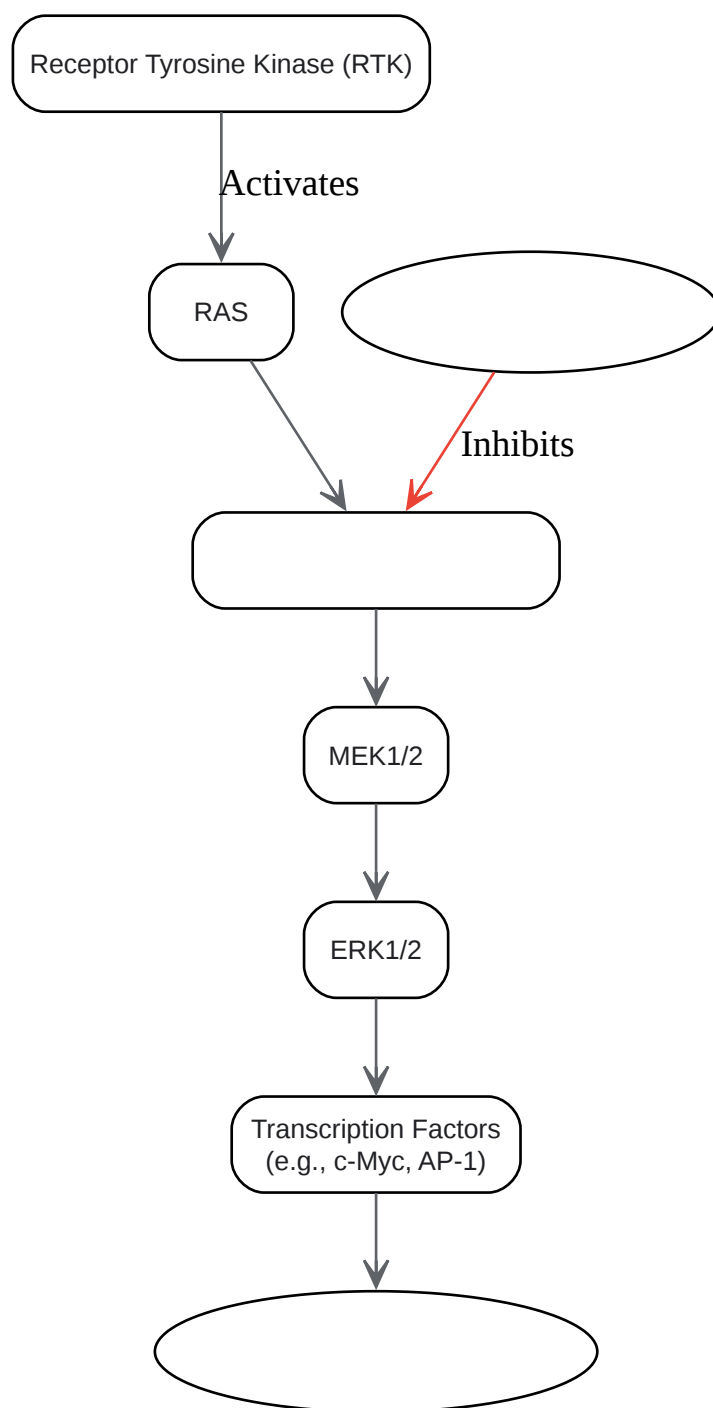 Receptor Tyrosine Kinase (RTK)
Activates
RAS
Inhibits
MEK1/2
ERK1/2
Transcription Factors
(e.g., c-Myc, AP-1)